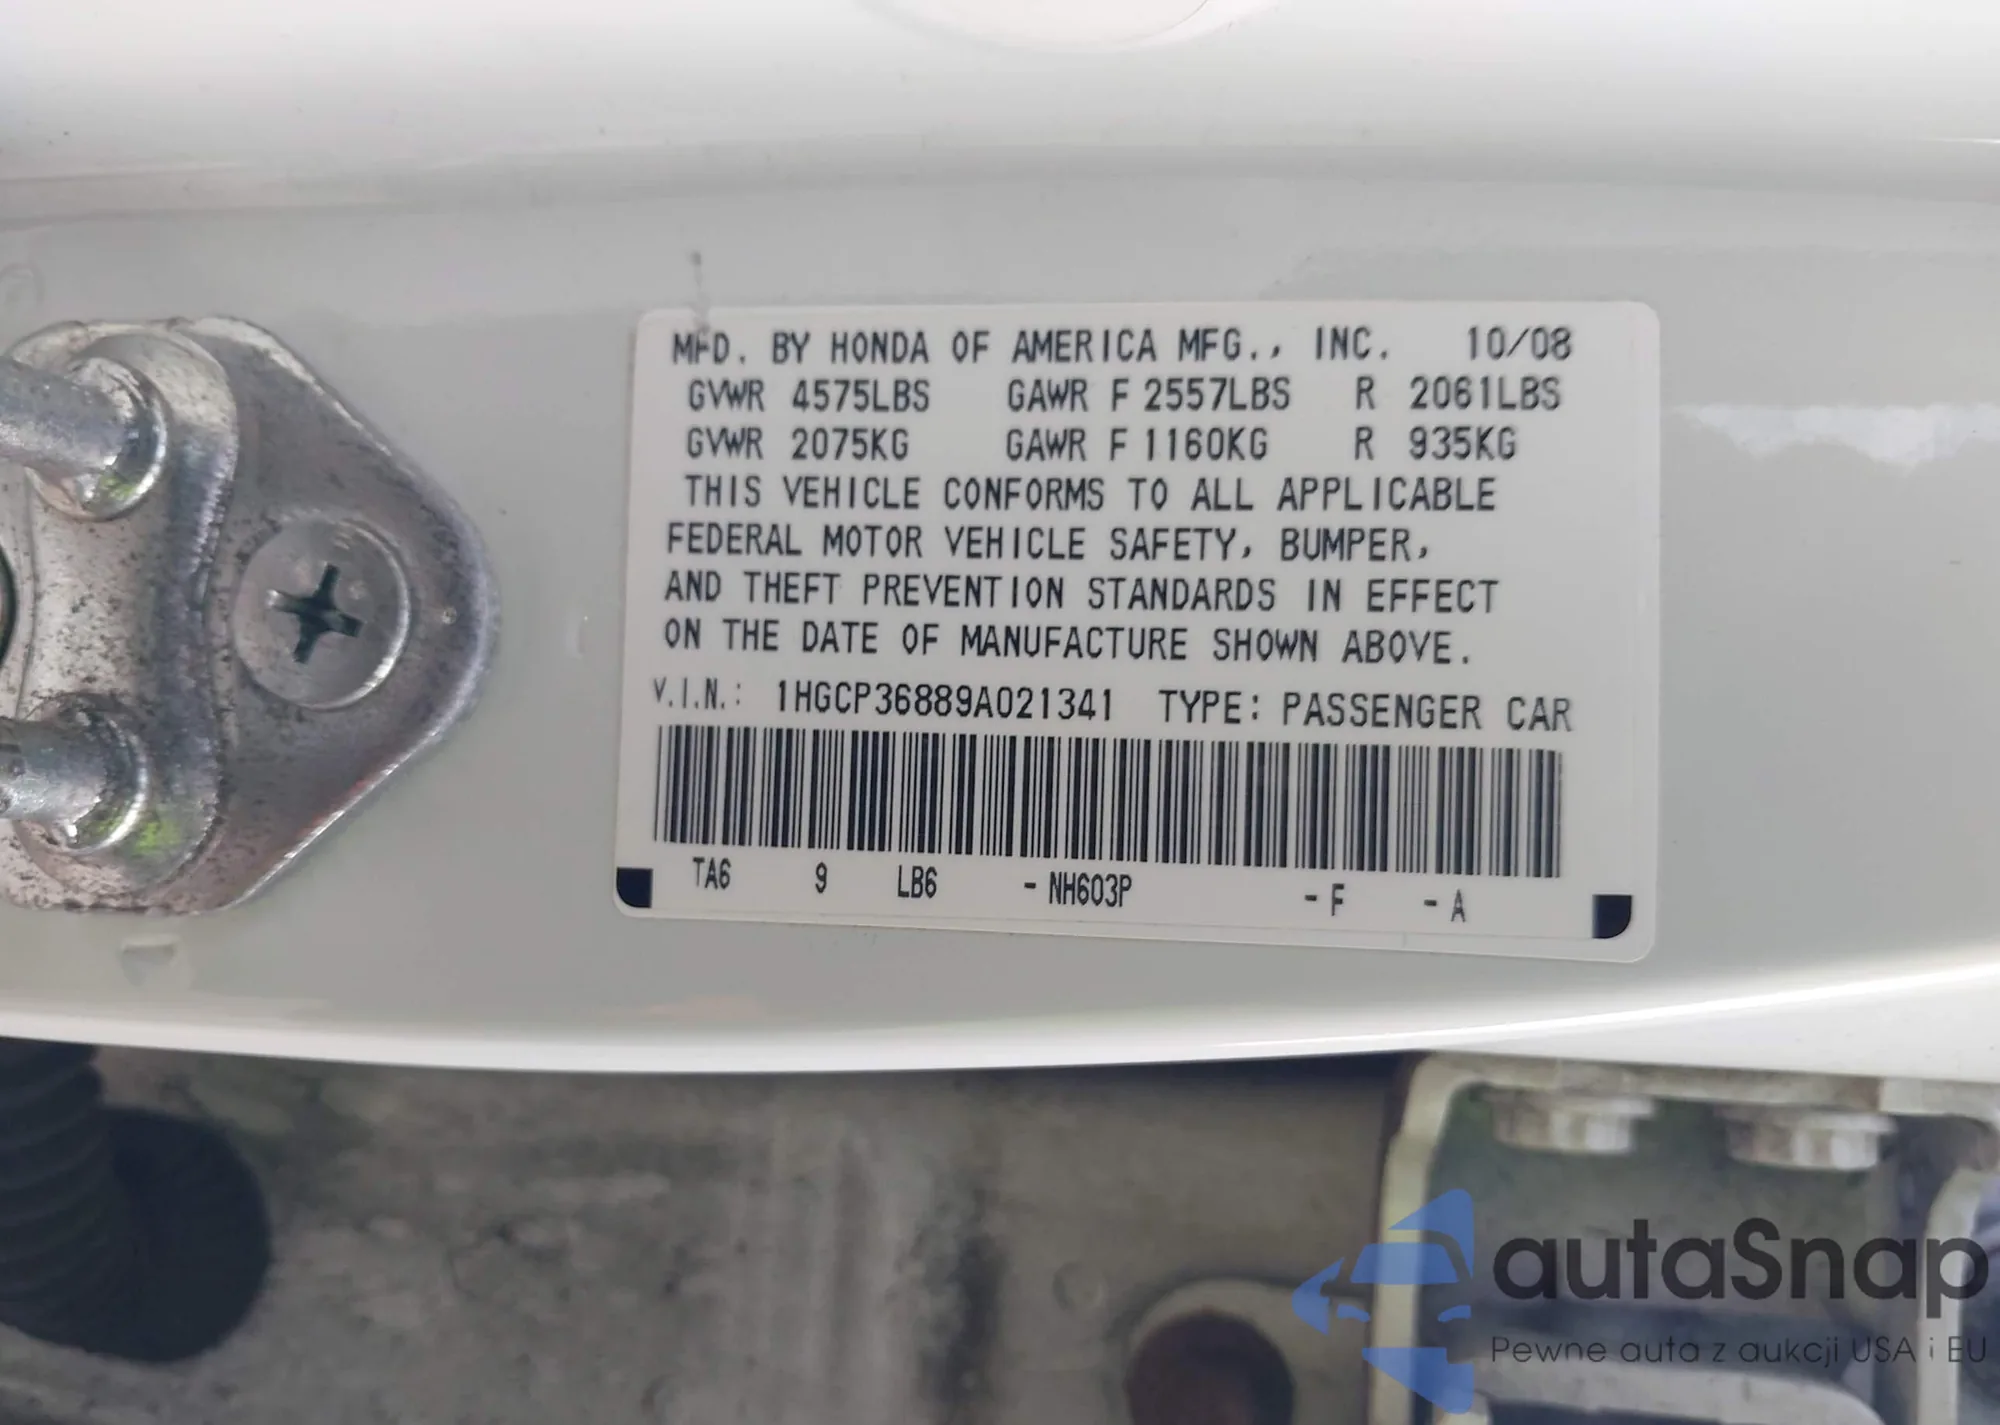 MFD. BY HONDA OF AMERICA MFG., INC. 10/08
GVWR 4575LBS GAWR F 2557LBS R 2061LBS
GVWR 2075KG GAWR F 1160KG R 935KG
THIS VEHICLE CONFORMS TO ALL APPLICABLE
FEDERAL MOTOR VEHICLE SAFETY, BUMPER,
AND THEFT PREVENTION STANDARDS IN EFFECT
ON THE DATE OF MANUFACTURE SHOWN ABOVE.
V.I.N.: 1HGCP36889A021341 TYPE: PASSENGER CAR
TA6 9 LB6 - NH603P - F - A
autaSnap
Pewne auta z aukcji USA i EU